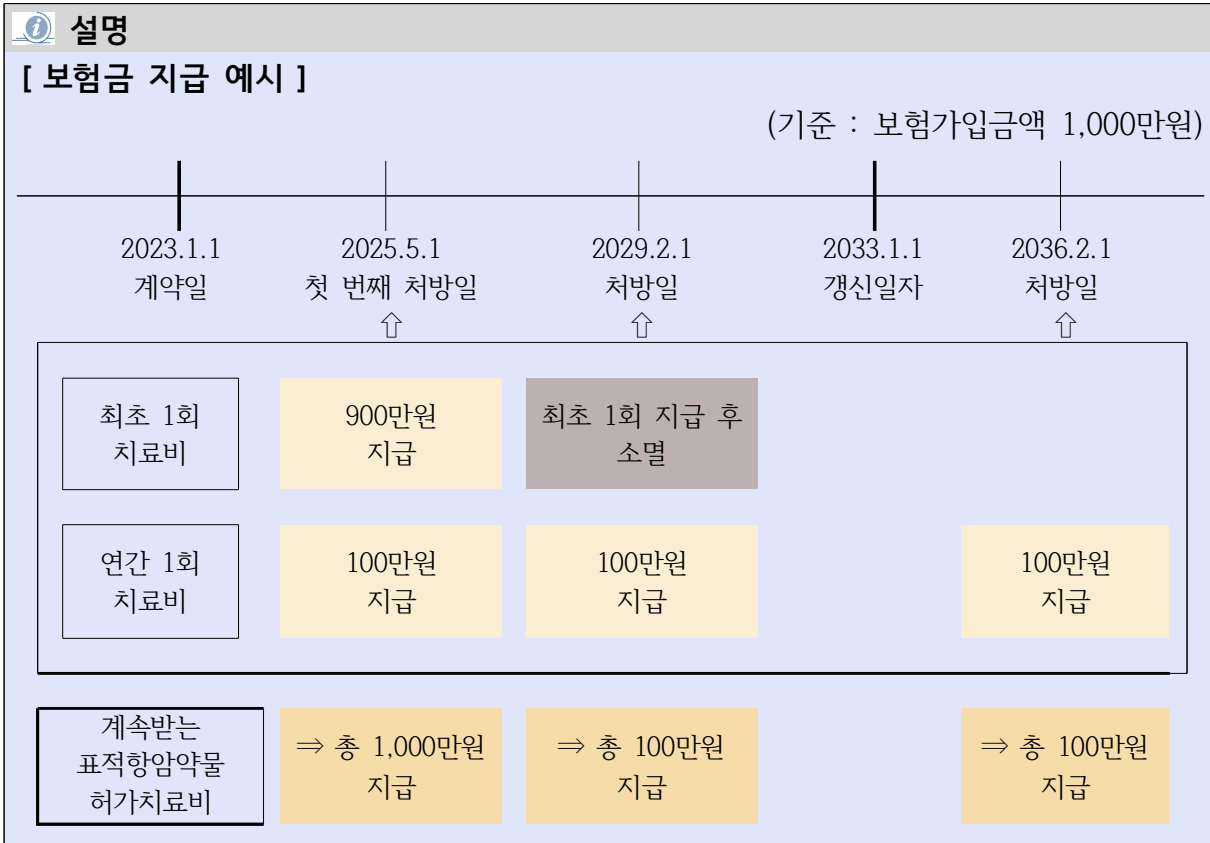 설명
[ 보험금 지급 예시 ]
(기준 : 보험가입금액 1,000만원)
2023.1.1
계약일
2025.5.1
첫 번째 처방일
⇧
2029.2.1
처방일
⇧
2033.1.1
갱신일자
2036.2.1
처방일
⇧
최초 1회
치료비
900만원
지급
최초 1회 지급 후
소멸
연간 1회
치료비
100만원
지급
100만원
지급
100만원
지급
계속받는
표적항암약물
허가치료비
⇒ 총 1,000만원
지급
⇒ 총 100만원
지급
⇒ 총 100만원
지급